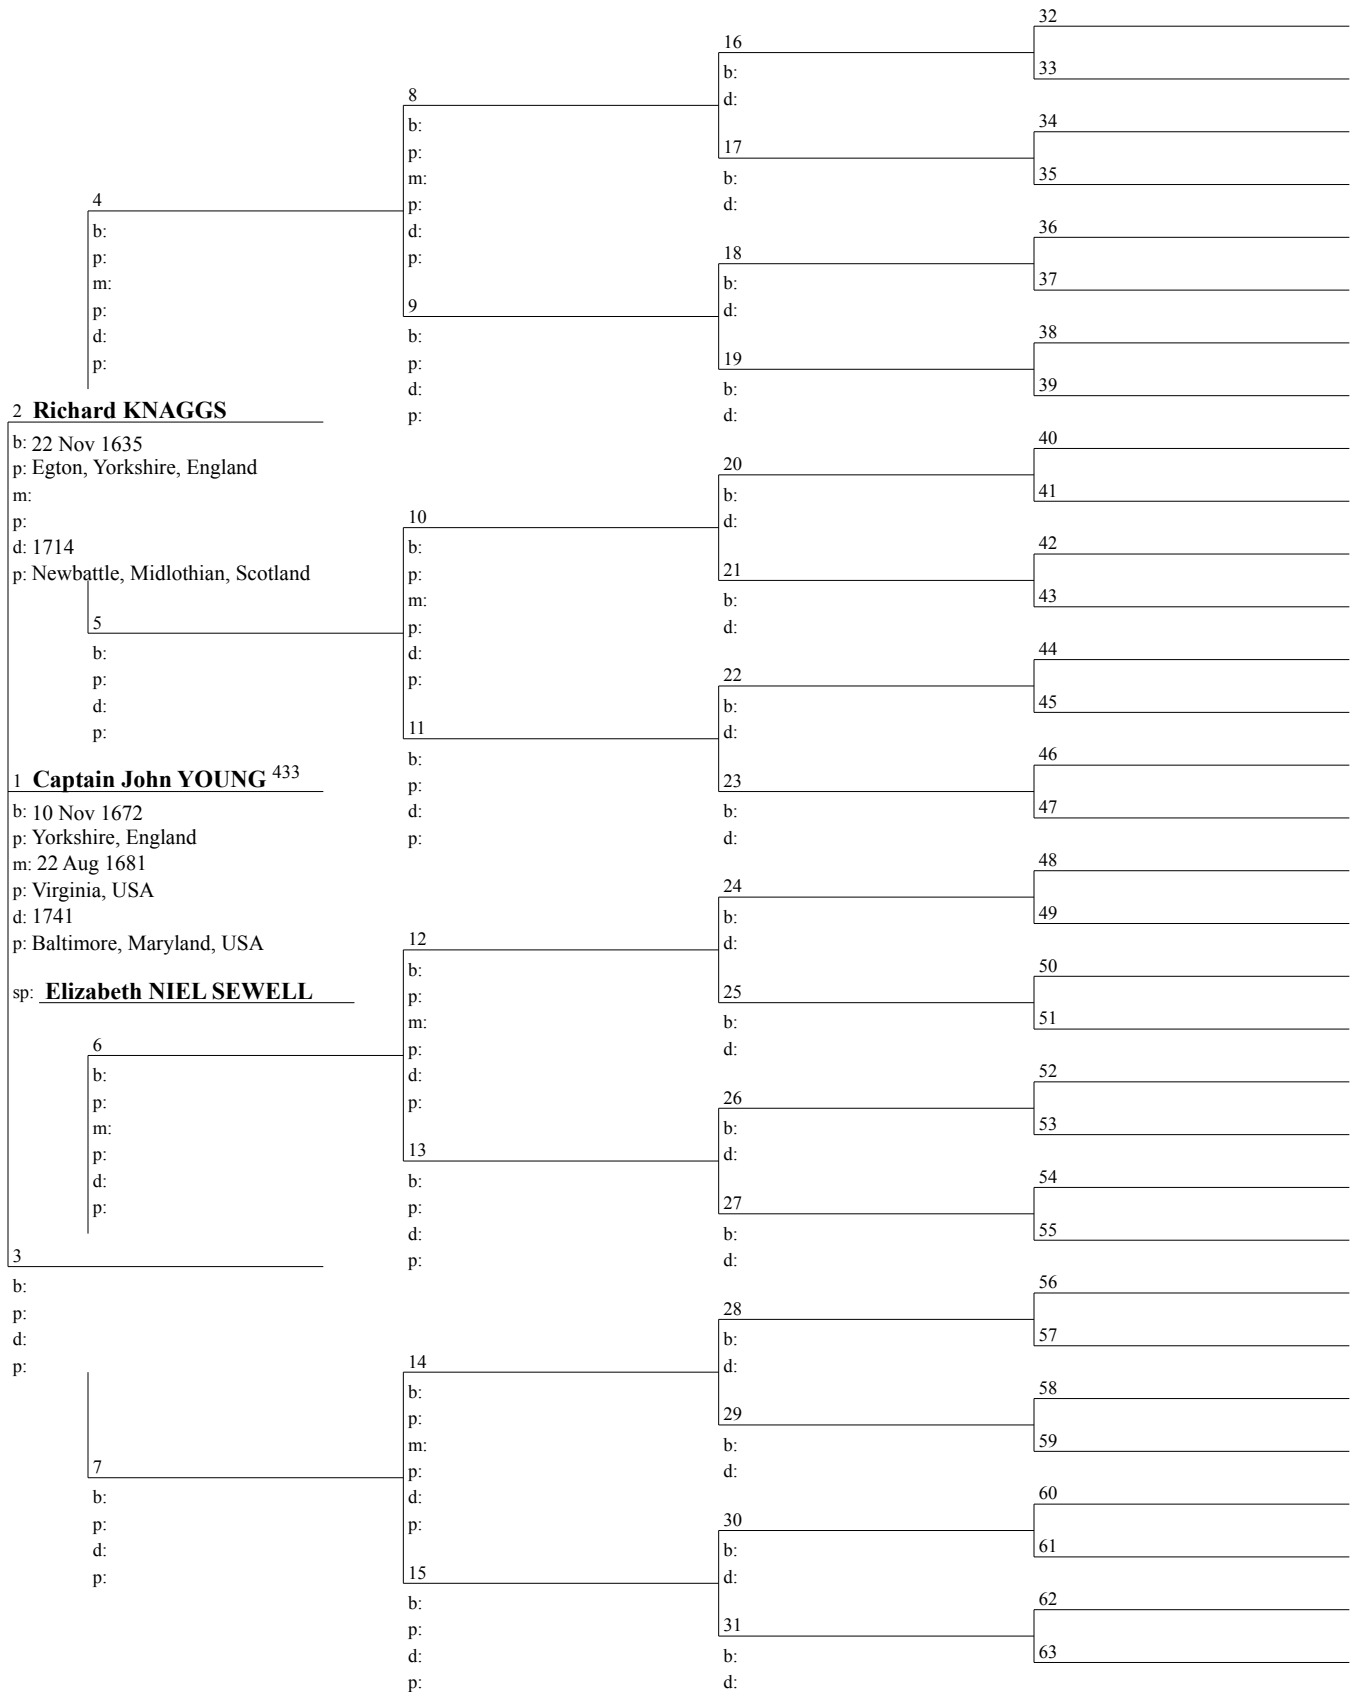 4
b:
p:
m:
p:
d:
p:
2 Richard KNAGGS
b: 22 Nov 1635
p: Egton, Yorkshire, England
m:
p:
d: 1714
p: Newbattle, Midlothian, Scotland
5
b:
p:
d:
p:
1 Captain John YOUNG 433
b: 10 Nov 1672
p: Yorkshire, England
m: 22 Aug 1681
p: Virginia, USA
d: 1741
p: Baltimore, Maryland, USA
sp: Elizabeth NIEL SEWELL
6
b:
p:
m:
p:
d:
p:
3
b:
p:
d:
p:
7
b:
p:
d:
p:
8
b:
p:
m:
p:
d:
p:
9
b:
p:
d:
p:
10
b:
p:
m:
p:
d:
p:
11
b:
p:
d:
p:
12
b:
p:
m:
p:
d:
p:
13
b:
p:
d:
p:
14
b:
p:
m:
p:
d:
p:
15
b:
p:
d:
p:
16
b:
d:
17
b:
d:
18
b:
d:
19
b:
d:
20
b:
d:
21
b:
d:
22
b:
d:
23
b:
d:
24
b:
d:
25
b:
d:
26
b:
d:
27
b:
d:
28
b:
d:
29
b:
d:
30
b:
d:
31
b:
d:
32
33
34
35
36
37
38
39
40
41
42
43
44
45
46
47
48
49
50
51
52
53
54
55
56
57
58
59
60
61
62
63